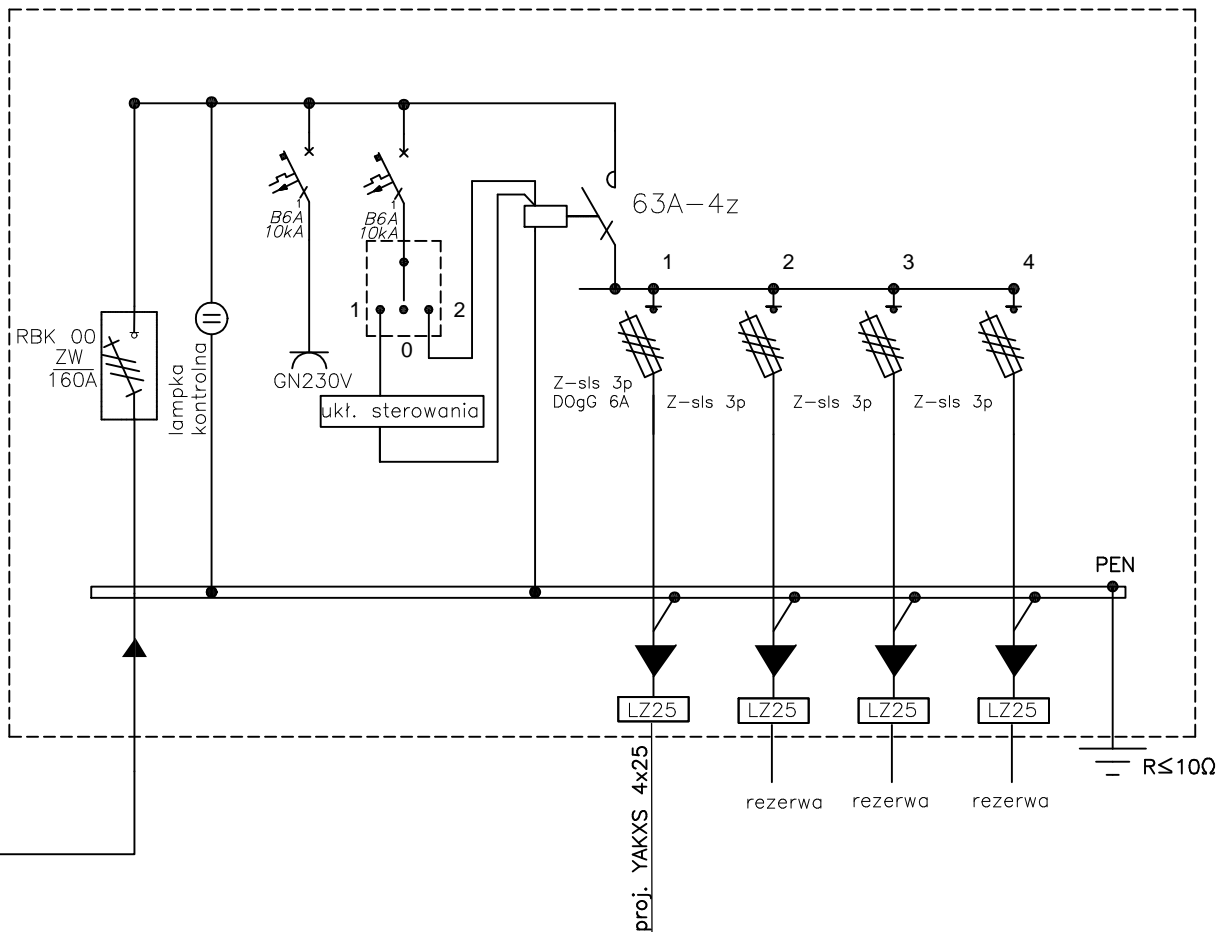 63A-4z
1
2
3
4
B6A
10kA
1
B6A
10kA
1
1
2
0
RBK 00
ZW
160A
lampka
kontrolna
GN230V
ukł. sterowania
Z-sls 3p
DOgG 6A
Z-sls 3p
Z-sls 3p
Z-sls 3p
PEN
LZ25
LZ25
LZ25
LZ25
proj. YAKXS 4x25
rezerwa
rezerwa
rezerwa
R≤10Ω